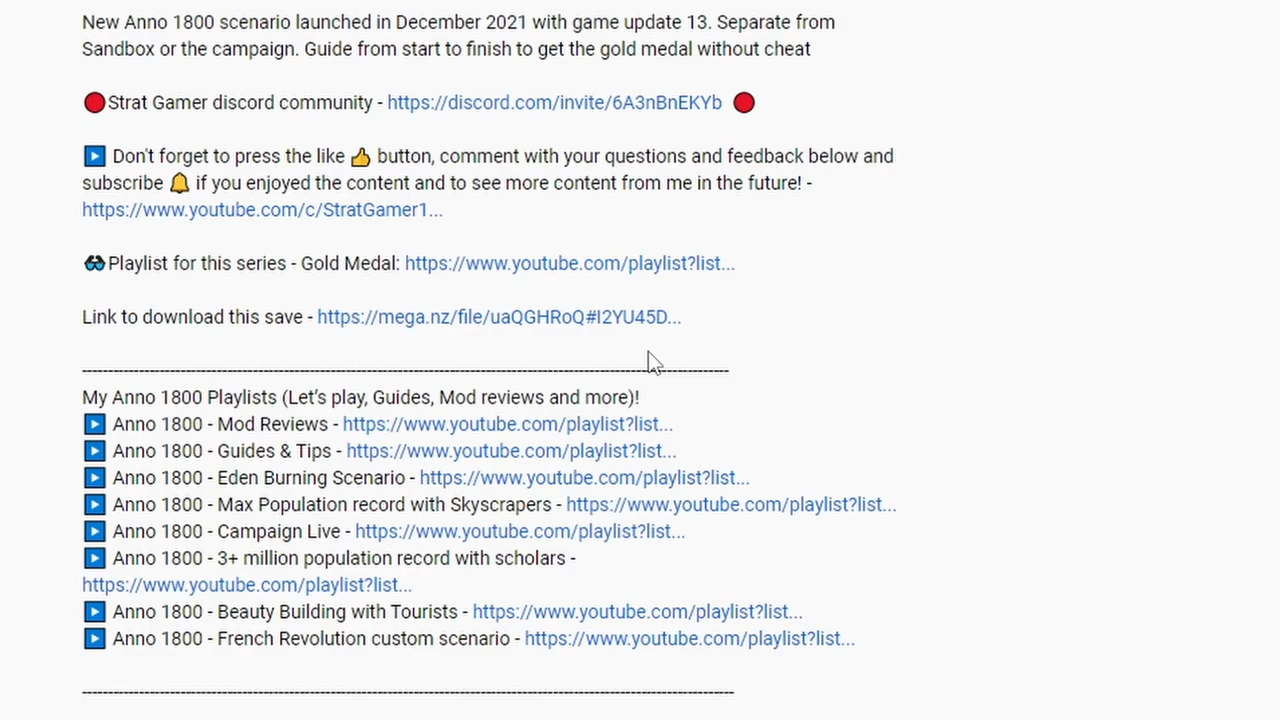 New Anno 1800 scenario launched in December 2021 with game update 13. Separate from
Sandbox or the campaign. Guide from start to finish to get the gold medal without cheat
🔴Strat Gamer discord community - https://discord.com/invite/6A3nBnEKYb 🔴
▶️ Don't forget to press the like 👍 button, comment with your questions and feedback below and
subscribe 🔔 if you enjoyed the content and to see more content from me in the future! -
https://www.youtube.com/c/StratGamer1...
🕶️Playlist for this series - Gold Medal: https://www.youtube.com/playlist?list...
Link to download this save - https://mega.nz/file/uaQGHRoQ#I2YU45D...
My Anno 1800 Playlists (Let's play, Guides, Mod reviews and more)!
▶️ Anno 1800 - Mod Reviews - https://www.youtube.com/playlist?list...
▶️ Anno 1800 - Guides & Tips - https://www.youtube.com/playlist?list...
▶️ Anno 1800 - Eden Burning Scenario - https://www.youtube.com/playlist?list...
▶️ Anno 1800 - Max Population record with Skyscrapers - https://www.youtube.com/playlist?list...
▶️ Anno 1800 - Campaign Live - https://www.youtube.com/playlist?list...
▶️ Anno 1800 - 3+ million population record with scholars -
https://www.youtube.com/playlist?list...
▶️ Anno 1800 - Beauty Building with Tourists - https://www.youtube.com/playlist?list...
▶️ Anno 1800 - French Revolution custom scenario - https://www.youtube.com/playlist?list...